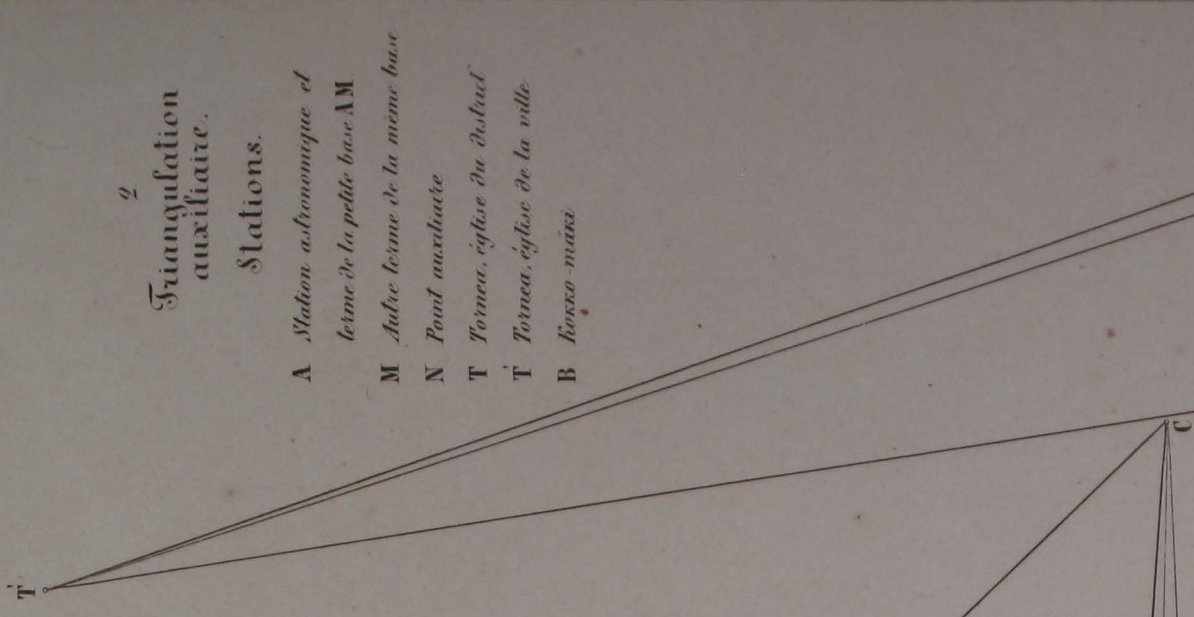 2
Triangulation
auxiliaire.
Stations.
A Station astronomique et
terme de la petite base AM
M Autre terme de la même base
N Point auxiliaire
T Tornea, église du district
T' Tornea, église de la ville
B Kokko-mäki
T'
C